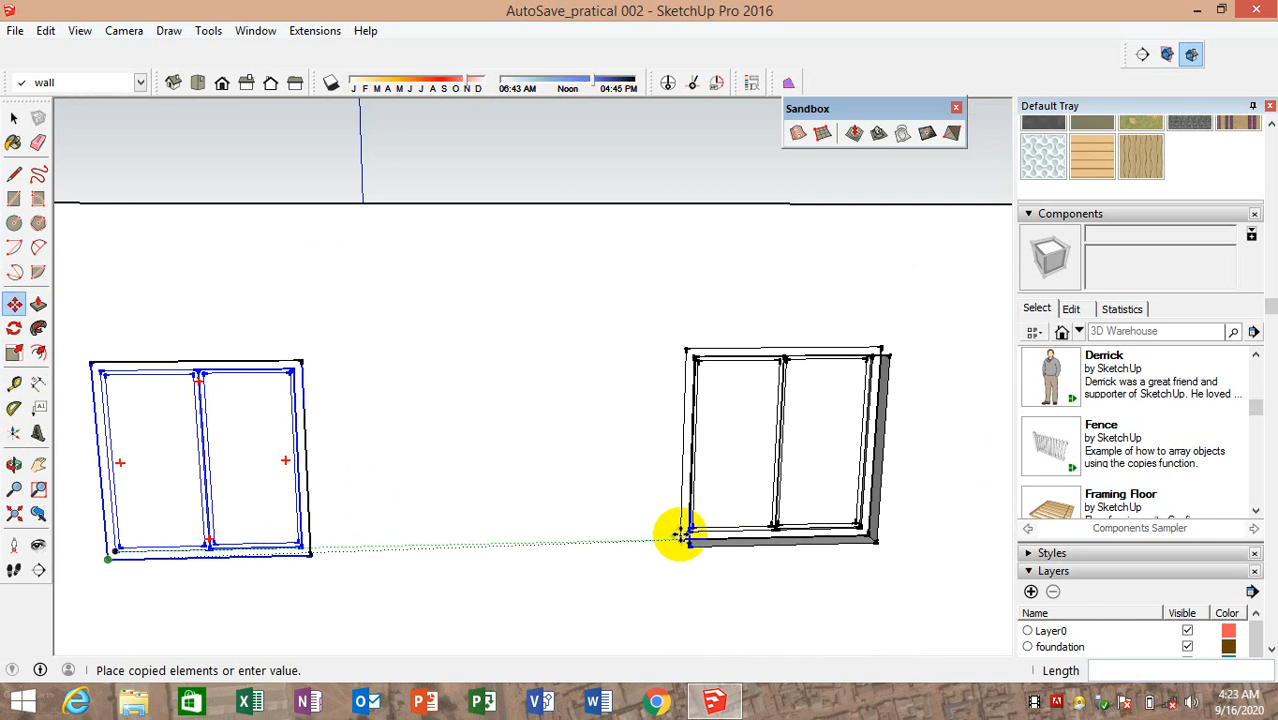 AutoSave_pratical 002 - SketchUp Pro 2016
File Edit View Camera Draw Tools Window Extensions Help
wall
J F M A M J J A S O N D
06:43 AM Noon 04:45 PM
Sandbox
Default Tray
Components
Select Edit Statistics
3D Warehouse
Derrick
by SketchUp
Derrick was a great friend and
supporter of SketchUp. He loved ...
Fence
by SketchUp
Example of how to array objects
using the copies function.
Framing Floor
by SketchUp
Components Sampler
Styles
Layers
Name Visible Color
Layer0
foundation
Place copied elements or enter value.
Length
4:23 AM
9/16/2020